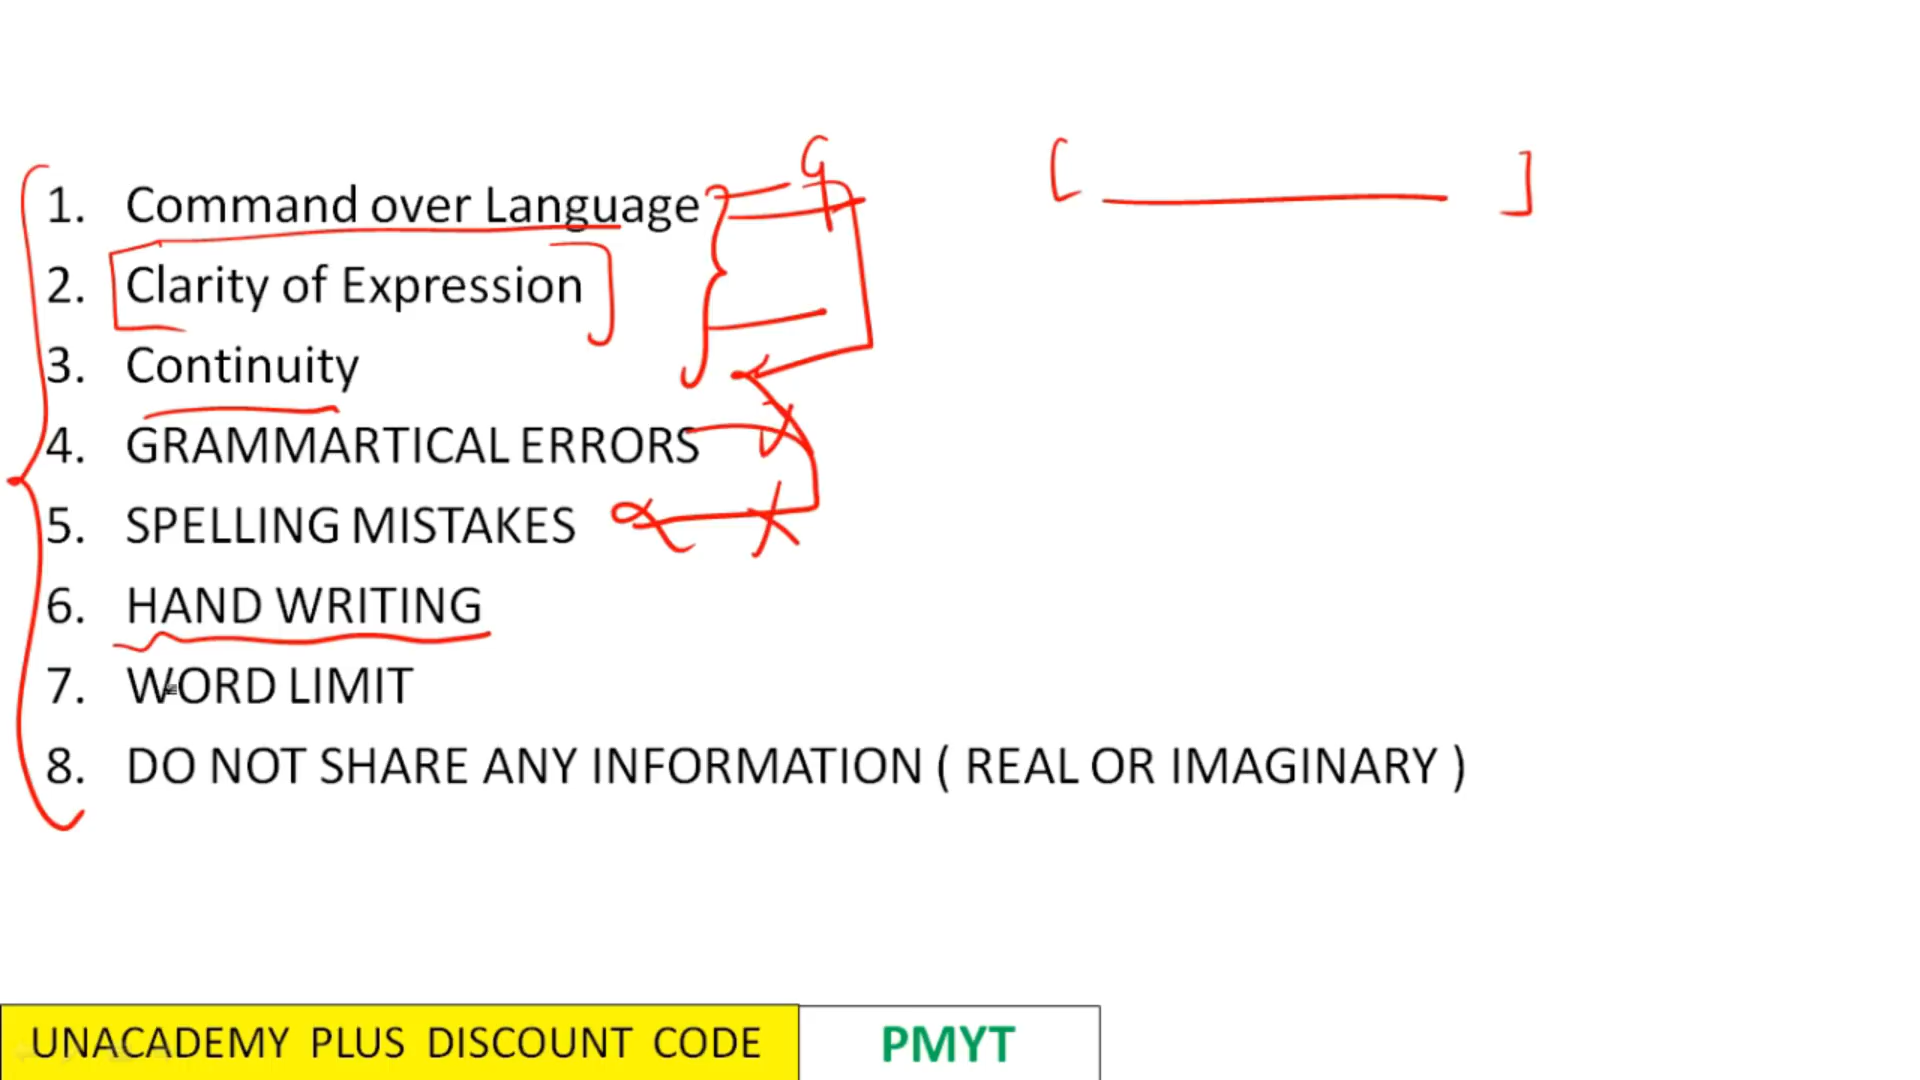 1. Command over Language
2. Clarity of Expression
3. Continuity
4. GRAMMARTICAL ERRORS
5. SPELLING MISTAKES
6. HAND WRITING
7. WORD LIMIT
8. DO NOT SHARE ANY INFORMATION ( REAL OR IMAGINARY )
UNACADEMY PLUS DISCOUNT CODE PMYT